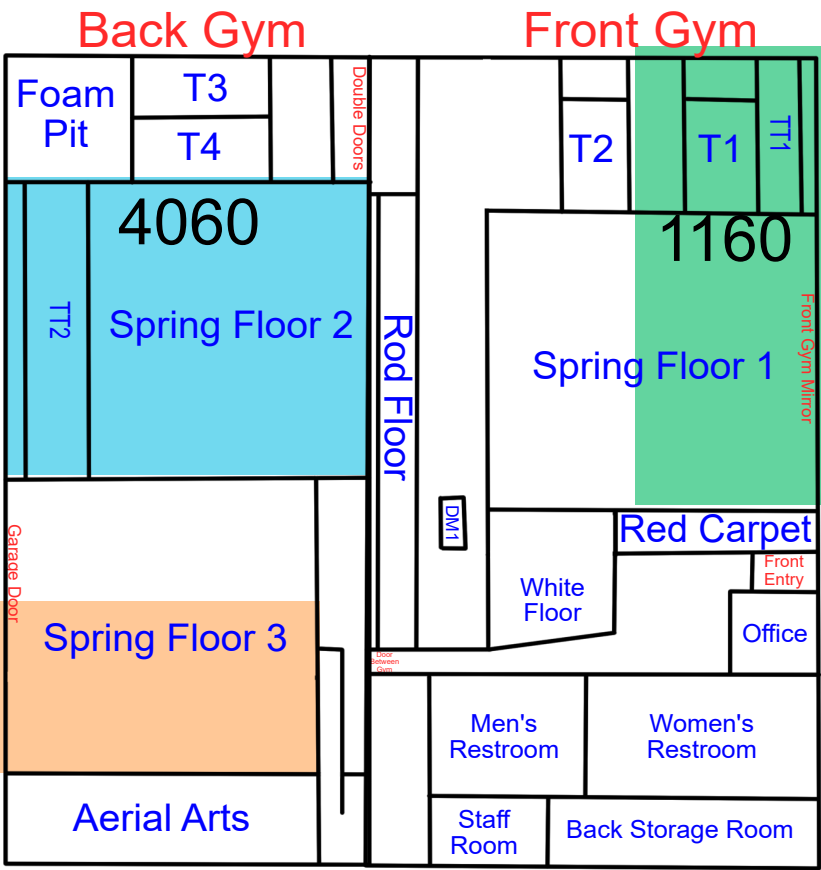 Back Gym
Front Gym
Foam
Pit
T3
T4
Double Doors
T2
T1
TT1
4060
1160
TT2
Spring Floor 2
Rod Floor
Spring Floor 1
Front Gym Mirror
DM1
Red Carpet
Garage Door
White
Floor
Front
Entry
Spring Floor 3
Office
Door
Between
Gym
Men's
Restroom
Women's
Restroom
Aerial Arts
Staff
Room
Back Storage Room